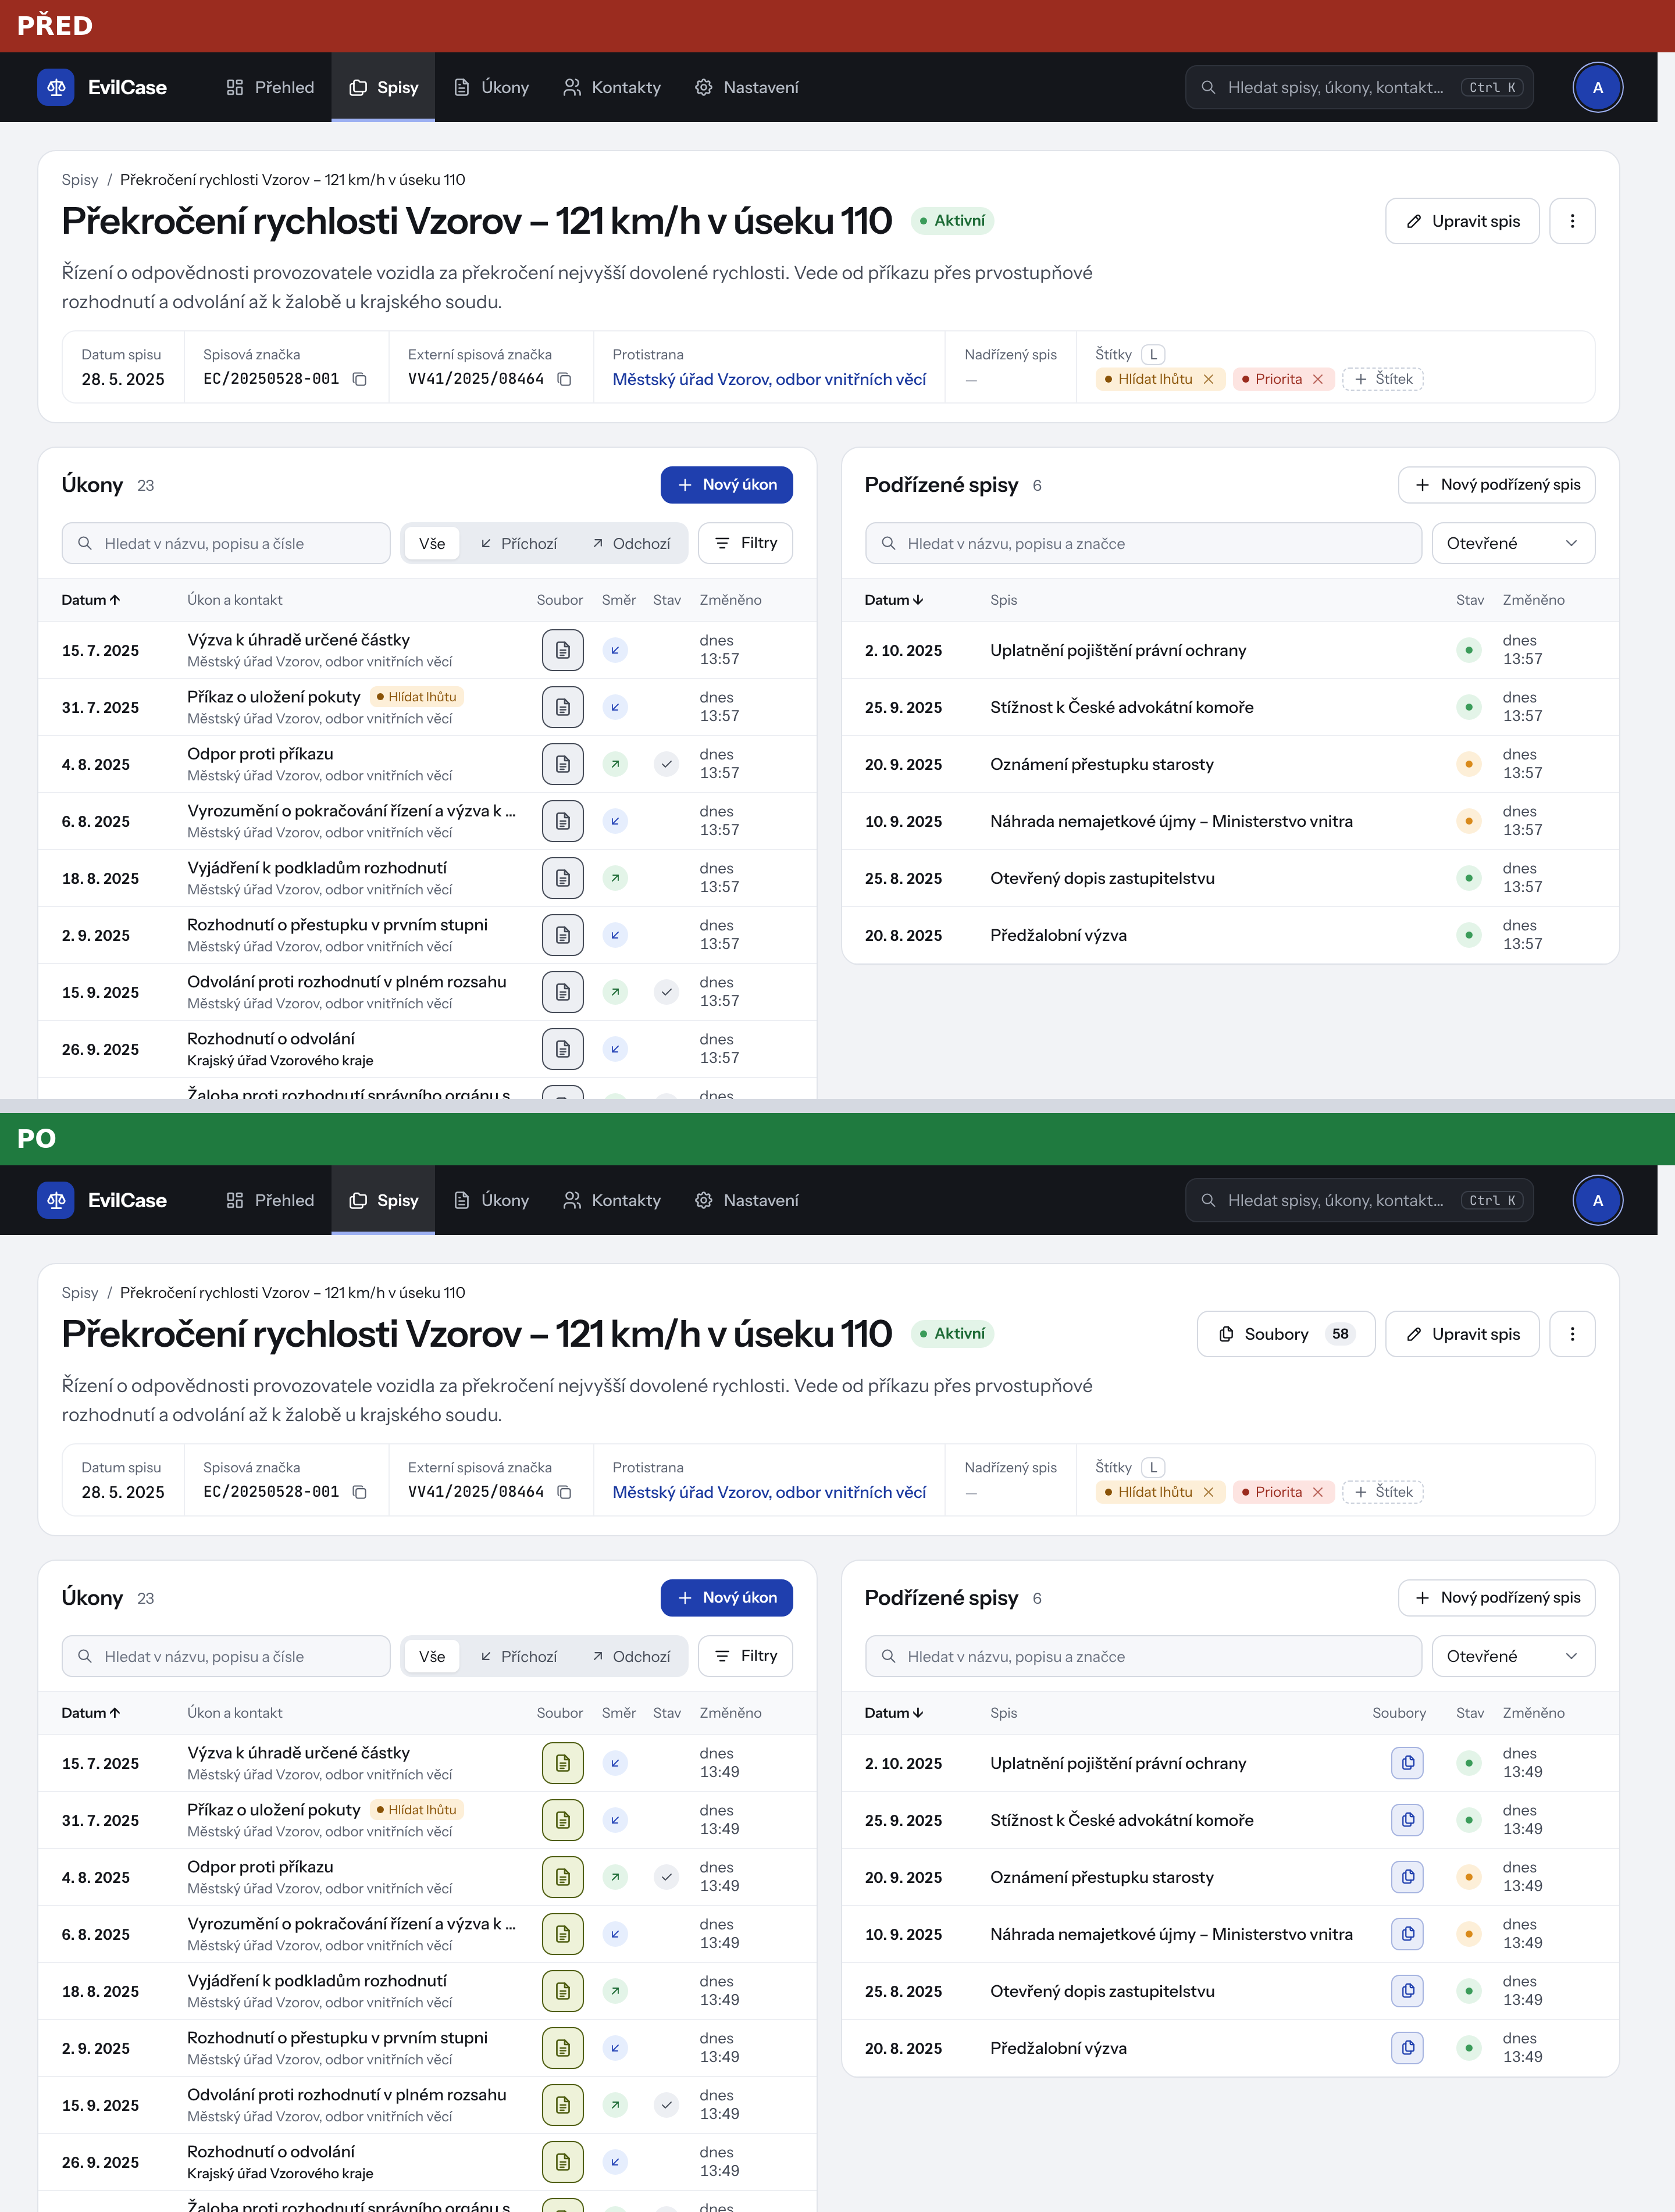 PŘED
EvilCase Přehled Spisy Úkony Kontakty Nastavení Hledat spisy, úkony, kontakt... Ctrl K A
Spisy / Překročení rychlosti Vzorov – 121 km/h v úseku 110
Překročení rychlosti Vzorov – 121 km/h v úseku 110 Aktivní Upravit spis
Řízení o odpovědnosti provozovatele vozidla za překročení nejvyšší dovolené rychlosti. Vede od příkazu přes prvostupňové
rozhodnutí a odvolání až k žalobě u krajského soudu.
Datum spisu Spisová značka Externí spisová značka Protistrana Nadřízený spis Štítky L
28. 5. 2025 EC/20250528-001 VV41/2025/08464 Městský úřad Vzorov, odbor vnitřních věcí — Hlídat lhůtu Priorita Štítek
Úkony 23 Nový úkon
Hledat v názvu, popisu a čísle Vše Příchozí Odchozí Filtry
Datum Úkon a kontakt Soubor Směr Stav Změněno
15. 7. 2025 Výzva k úhradě určené částky dnes
Městský úřad Vzorov, odbor vnitřních věcí 13:57
31. 7. 2025 Příkaz o uložení pokuty Hlídat lhůtu dnes
Městský úřad Vzorov, odbor vnitřních věcí 13:57
4. 8. 2025 Odpor proti příkazu dnes
Městský úřad Vzorov, odbor vnitřních věcí 13:57
6. 8. 2025 Vyrozumění o pokračování řízení a výzva k ... dnes
Městský úřad Vzorov, odbor vnitřních věcí 13:57
18. 8. 2025 Vyjádření k podkladům rozhodnutí dnes
Městský úřad Vzorov, odbor vnitřních věcí 13:57
2. 9. 2025 Rozhodnutí o přestupku v prvním stupni dnes
Městský úřad Vzorov, odbor vnitřních věcí 13:57
15. 9. 2025 Odvolání proti rozhodnutí v plném rozsahu dnes
Městský úřad Vzorov, odbor vnitřních věcí 13:57
26. 9. 2025 Rozhodnutí o odvolání dnes
Krajský úřad Vzorového kraje 13:57
Žaloba proti rozhodnutí správního orgánu s dnes
Podřízené spisy 6 Nový podřízený spis
Hledat v názvu, popisu a značce Otevřené
Datum Spis Stav Změněno
2. 10. 2025 Uplatnění pojištění právní ochrany dnes 13:57
25. 9. 2025 Stížnost k České advokátní komoře dnes 13:57
20. 9. 2025 Oznámení přestupku starosty dnes 13:57
10. 9. 2025 Náhrada nemajetkové újmy – Ministerstvo vnitra dnes 13:57
25. 8. 2025 Otevřený dopis zastupitelstvu dnes 13:57
20. 8. 2025 Předžalobní výzva dnes 13:57
PO
EvilCase Přehled Spisy Úkony Kontakty Nastavení Hledat spisy, úkony, kontakt... Ctrl K A
Spisy / Překročení rychlosti Vzorov – 121 km/h v úseku 110
Překročení rychlosti Vzorov – 121 km/h v úseku 110 Aktivní Soubory 58 Upravit spis
Řízení o odpovědnosti provozovatele vozidla za překročení nejvyšší dovolené rychlosti. Vede od příkazu přes prvostupňové
rozhodnutí a odvolání až k žalobě u krajského soudu.
Datum spisu Spisová značka Externí spisová značka Protistrana Nadřízený spis Štítky L
28. 5. 2025 EC/20250528-001 VV41/2025/08464 Městský úřad Vzorov, odbor vnitřních věcí — Hlídat lhůtu Priorita Štítek
Úkony 23 Nový úkon
Hledat v názvu, popisu a čísle Vše Příchozí Odchozí Filtry
Datum Úkon a kontakt Soubor Směr Stav Změněno
15. 7. 2025 Výzva k úhradě určené částky dnes
Městský úřad Vzorov, odbor vnitřních věcí 13:49
31. 7. 2025 Příkaz o uložení pokuty Hlídat lhůtu dnes
Městský úřad Vzorov, odbor vnitřních věcí 13:49
4. 8. 2025 Odpor proti příkazu dnes
Městský úřad Vzorov, odbor vnitřních věcí 13:49
6. 8. 2025 Vyrozumění o pokračování řízení a výzva k ... dnes
Městský úřad Vzorov, odbor vnitřních věcí 13:49
18. 8. 2025 Vyjádření k podkladům rozhodnutí dnes
Městský úřad Vzorov, odbor vnitřních věcí 13:49
2. 9. 2025 Rozhodnutí o přestupku v prvním stupni dnes
Městský úřad Vzorov, odbor vnitřních věcí 13:49
15. 9. 2025 Odvolání proti rozhodnutí v plném rozsahu dnes
Městský úřad Vzorov, odbor vnitřních věcí 13:49
26. 9. 2025 Rozhodnutí o odvolání dnes
Krajský úřad Vzorového kraje 13:49
Žaloba proti rozhodnutí správního orgánu s dnes
Podřízené spisy 6 Nový podřízený spis
Hledat v názvu, popisu a značce Otevřené
Datum Spis Soubory Stav Změněno
2. 10. 2025 Uplatnění pojištění právní ochrany dnes 13:49
25. 9. 2025 Stížnost k České advokátní komoře dnes 13:49
20. 9. 2025 Oznámení přestupku starosty dnes 13:49
10. 9. 2025 Náhrada nemajetkové újmy – Ministerstvo vnitra dnes 13:49
25. 8. 2025 Otevřený dopis zastupitelstvu dnes 13:49
20. 8. 2025 Předžalobní výzva dnes 13:49